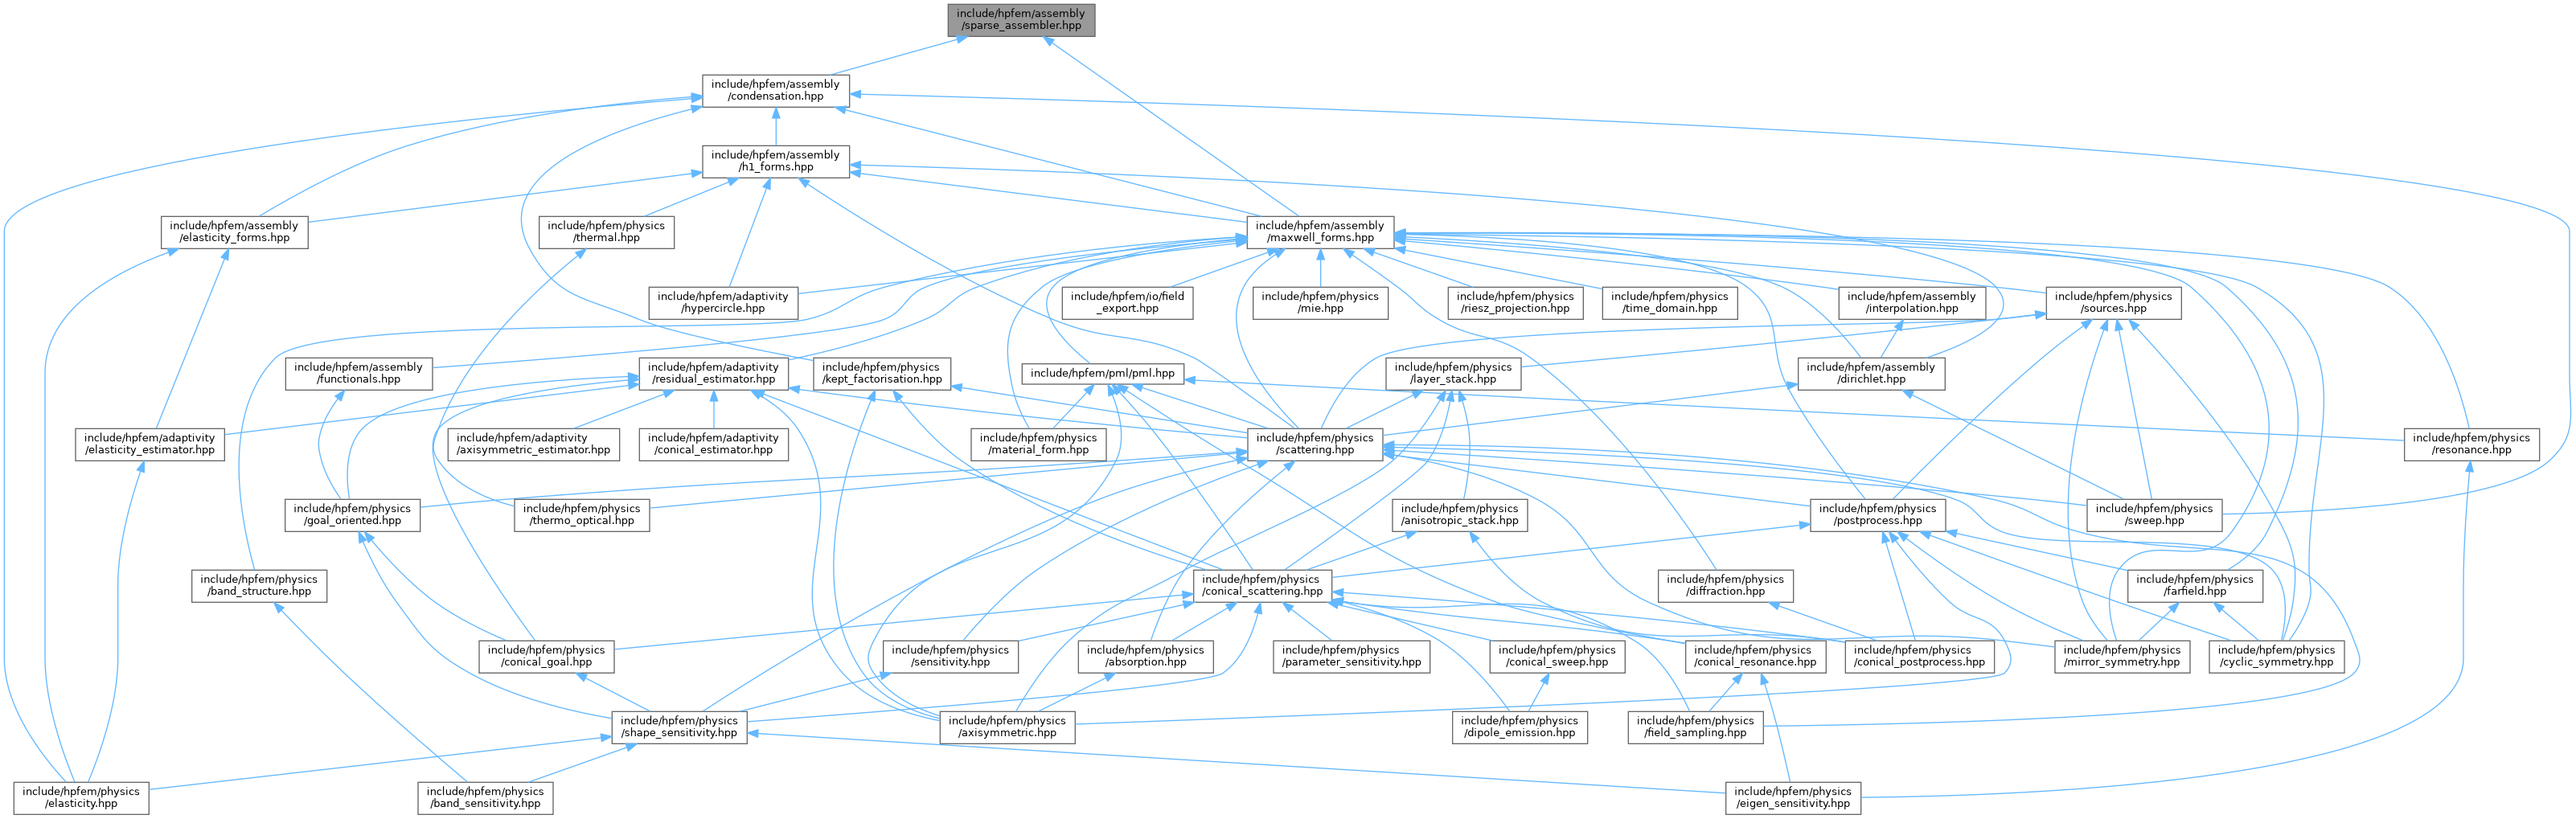 include/hpfem/assembly
/sparse_assembler.hpp
include/hpfem/assembly
/condensation.hpp
include/hpfem/assembly
/h1_forms.hpp
include/hpfem/assembly
/elasticity_forms.hpp
include/hpfem/physics
/thermal.hpp
include/hpfem/assembly
/maxwell_forms.hpp
include/hpfem/adaptivity
/hypercircle.hpp
include/hpfem/io/field
_export.hpp
include/hpfem/physics
/mie.hpp
include/hpfem/physics
/riesz_projection.hpp
include/hpfem/physics
/time_domain.hpp
include/hpfem/assembly
/interpolation.hpp
include/hpfem/physics
/sources.hpp
include/hpfem/assembly
/functionals.hpp
include/hpfem/adaptivity
/residual_estimator.hpp
include/hpfem/physics
/kept_factorisation.hpp
include/hpfem/pml/pml.hpp
include/hpfem/physics
/layer_stack.hpp
include/hpfem/assembly
/dirichlet.hpp
include/hpfem/adaptivity
/elasticity_estimator.hpp
include/hpfem/adaptivity
/axisymmetric_estimator.hpp
include/hpfem/adaptivity
/conical_estimator.hpp
include/hpfem/physics
/material_form.hpp
include/hpfem/physics
/scattering.hpp
include/hpfem/physics
/resonance.hpp
include/hpfem/physics
/goal_oriented.hpp
include/hpfem/physics
/thermo_optical.hpp
include/hpfem/physics
/anisotropic_stack.hpp
include/hpfem/physics
/postprocess.hpp
include/hpfem/physics
/sweep.hpp
include/hpfem/physics
/band_structure.hpp
include/hpfem/physics
/conical_scattering.hpp
include/hpfem/physics
/diffraction.hpp
include/hpfem/physics
/farfield.hpp
include/hpfem/physics
/conical_goal.hpp
include/hpfem/physics
/sensitivity.hpp
include/hpfem/physics
/absorption.hpp
include/hpfem/physics
/parameter_sensitivity.hpp
include/hpfem/physics
/conical_sweep.hpp
include/hpfem/physics
/conical_resonance.hpp
include/hpfem/physics
/conical_postprocess.hpp
include/hpfem/physics
/mirror_symmetry.hpp
include/hpfem/physics
/cyclic_symmetry.hpp
include/hpfem/physics
/shape_sensitivity.hpp
include/hpfem/physics
/axisymmetric.hpp
include/hpfem/physics
/dipole_emission.hpp
include/hpfem/physics
/field_sampling.hpp
include/hpfem/physics
/elasticity.hpp
include/hpfem/physics
/band_sensitivity.hpp
include/hpfem/physics
/eigen_sensitivity.hpp